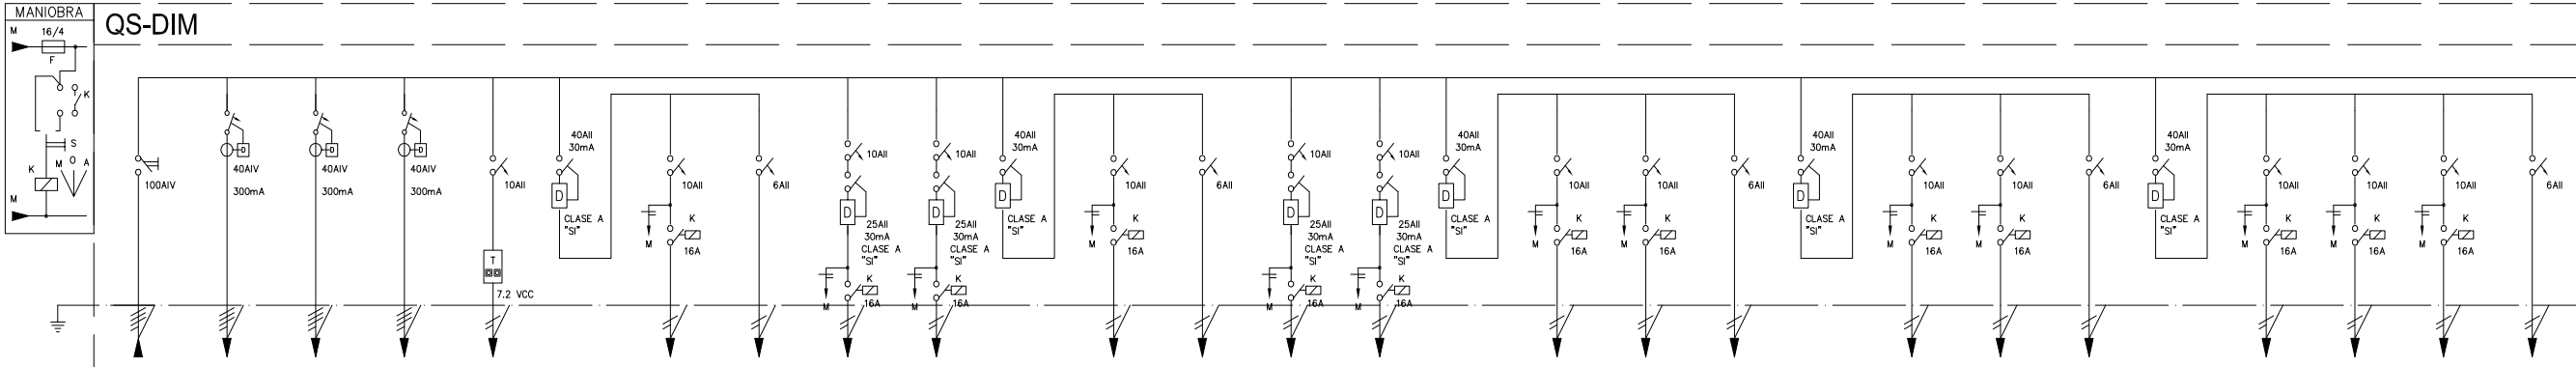 MANIOBRA
M
16/4
F
K
S
M O A
K
M
QS-DIM
100AIV
40AIV
300mA
40AIV
300mA
40AIV
300mA
10AII
T
7.2 VCC
40AII
30mA
D
CLASE A
"SI"
10AII
K
M
16A
6AII
10AII
D
25AII
30mA
CLASE A
"SI"
K
M
16A
10AII
D
25AII
30mA
CLASE A
"SI"
K
M
16A
40AII
30mA
D
CLASE A
"SI"
10AII
K
M
16A
6AII
10AII
D
25AII
30mA
CLASE A
"SI"
K
M
16A
10AII
D
25AII
30mA
CLASE A
"SI"
K
M
16A
40AII
30mA
D
CLASE A
"SI"
10AII
K
M
16A
10AII
K
M
16A
6AII
40AII
30mA
D
CLASE A
"SI"
10AII
K
M
16A
10AII
K
M
16A
6AII
40AII
30mA
D
CLASE A
"SI"
10AII
K
M
16A
10AII
K
M
16A
10AII
K
M
16A
6AII